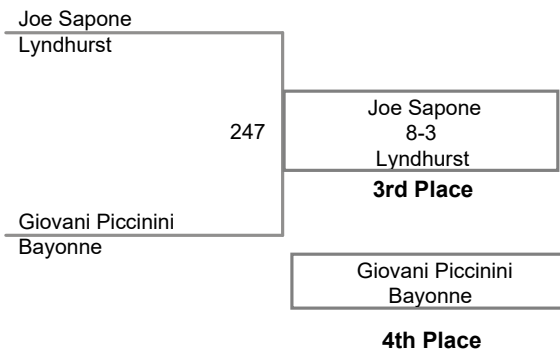 Joe Sapone
Lyndhurst
247
Joe Sapone
8-3
Lyndhurst
3rd Place
Giovani Piccinini
Bayonne
Giovani Piccinini
Bayonne
4th Place